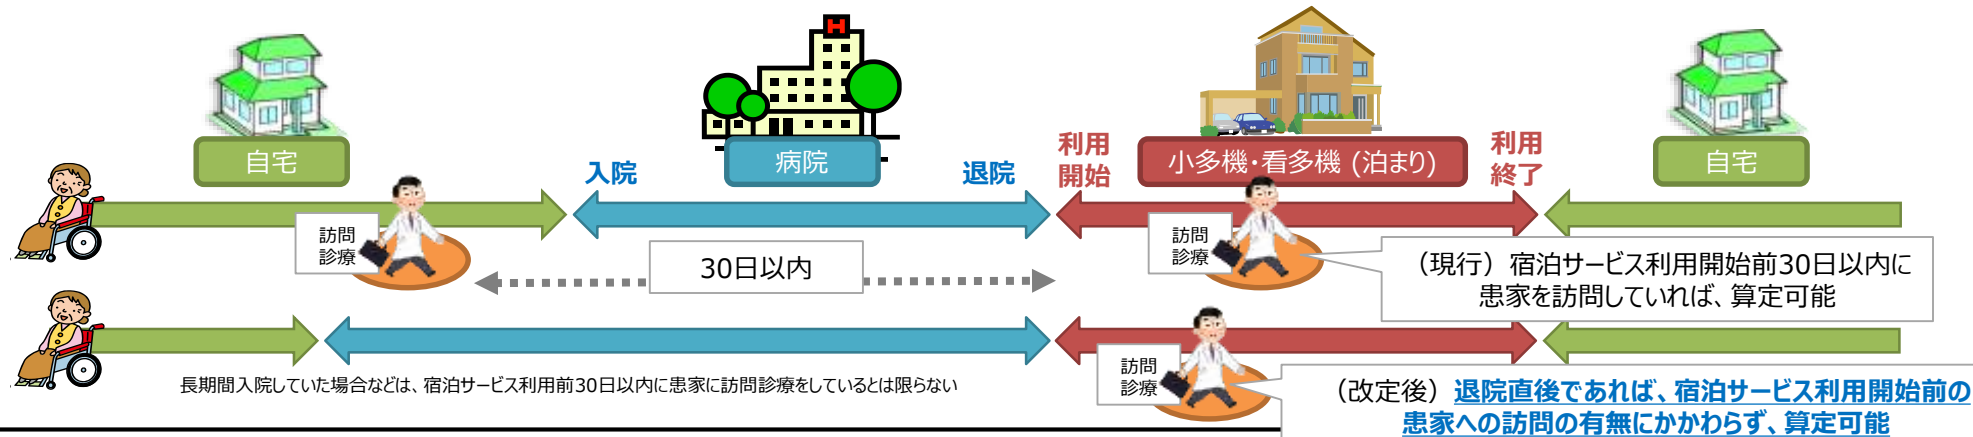 H
自宅
病院
小多機・看多機 (泊まり)
自宅
入院
退院
利用
開始
利用
終了
訪問
診療
30日以内
訪問
診療
（現行）宿泊サービス利用開始前30日以内に
患家を訪問していれば、算定可能
長期間入院していた場合などは、宿泊サービス利用前30日以内に患家に訪問診療をしているとは限らない
訪問
診療
（改定後）退院直後であれば、宿泊サービス利用開始前の
患家への訪問の有無にかかわらず、算定可能